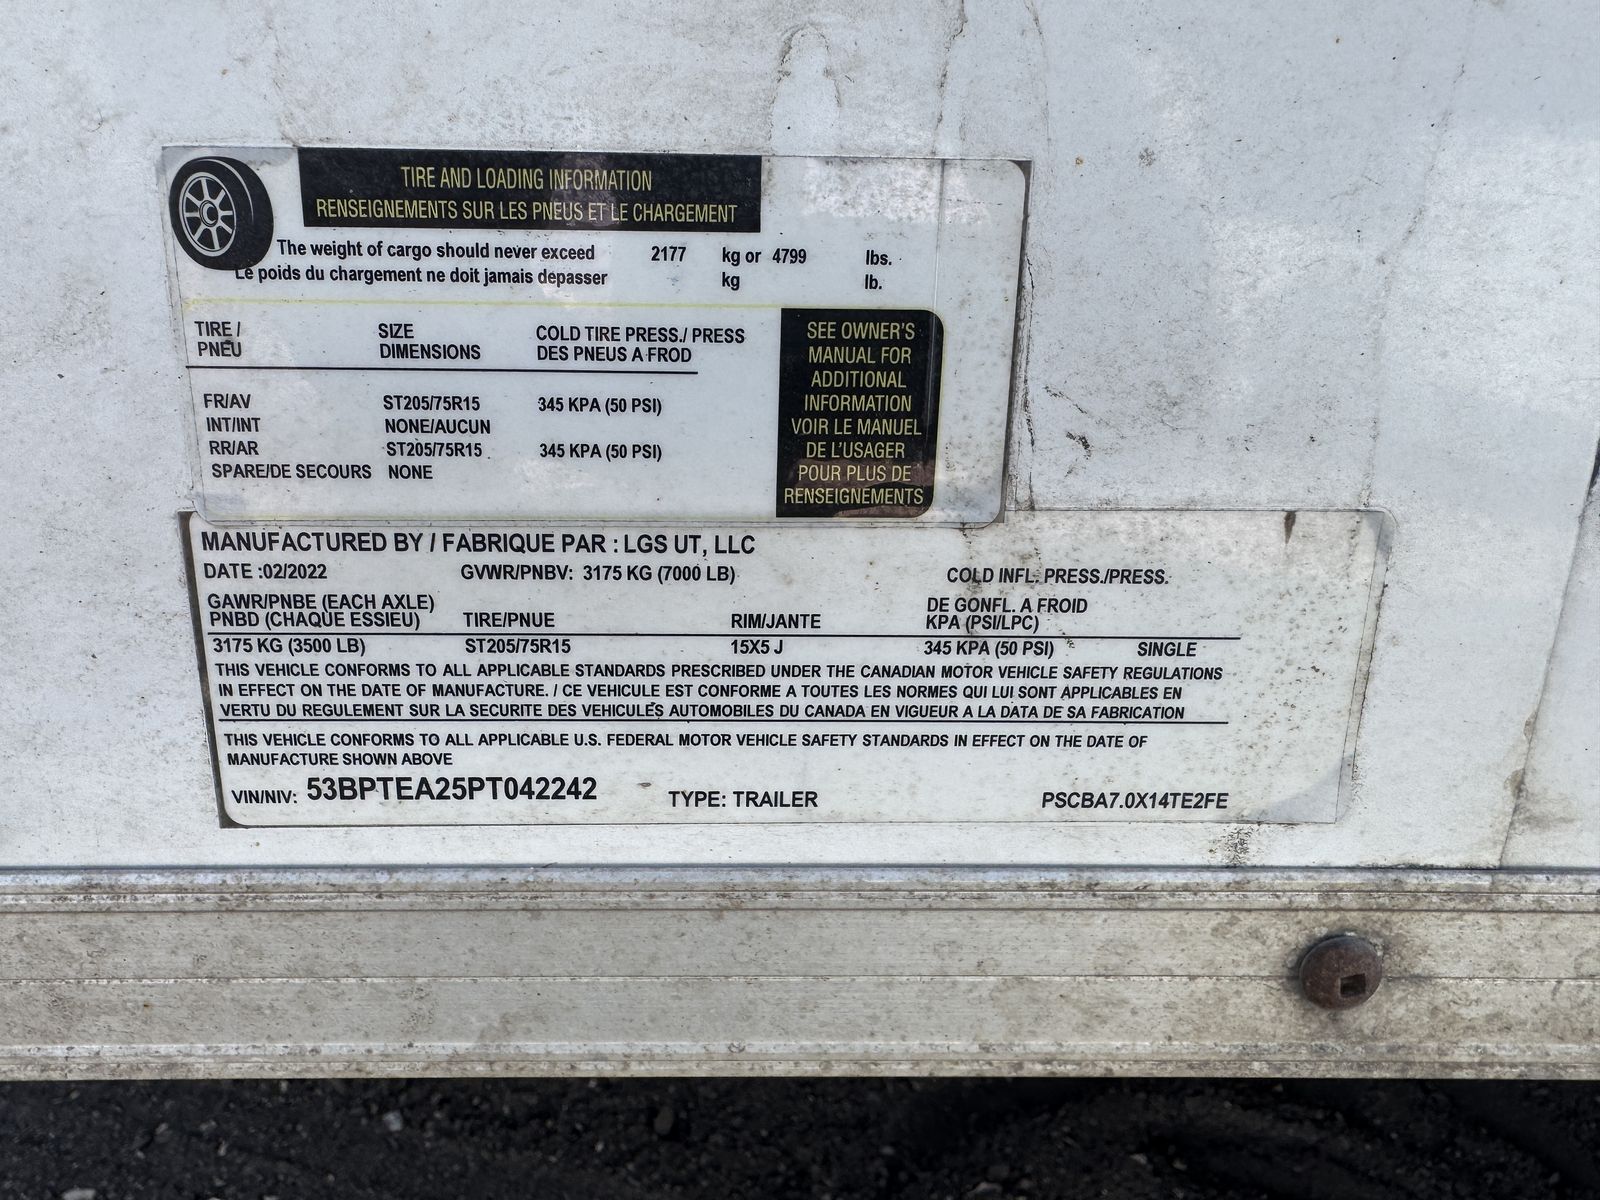 TIRE AND LOADING INFORMATION
RENSEIGNEMENTS SUR LES PNEUS ET LE CHARGEMENT
The weight of cargo should never exceed 2177 kg or 4799 lbs.
Le poids du chargement ne doit jamais depasser kg lb.
TIRE / SIZE COLD TIRE PRESS./ PRESS
PNEU DIMENSIONS DES PNEUS A FROD
FR/AV ST205/75R15 345 KPA (50 PSI)
INT/INT NONE/AUCUN
RR/AR ST205/75R15 345 KPA (50 PSI)
SPARE/DE SECOURS NONE
SEE OWNER'S
MANUAL FOR
ADDITIONAL
INFORMATION
VOIR LE MANUEL
DE L'USAGER
POUR PLUS DE
RENSEIGNEMENTS
MANUFACTURED BY / FABRIQUE PAR : LGS UT, LLC
DATE :02/2022 GVWR/PNBV: 3175 KG (7000 LB) COLD INFL. PRESS./PRESS.
GAWR/PNBE (EACH AXLE) DE GONFL. A FROID
PNBD (CHAQUE ESSIEU) TIRE/PNUE RIM/JANTE KPA (PSI/LPC)
3175 KG (3500 LB) ST205/75R15 15X5 J 345 KPA (50 PSI) SINGLE
THIS VEHICLE CONFORMS TO ALL APPLICABLE STANDARDS PRESCRIBED UNDER THE CANADIAN MOTOR VEHICLE SAFETY REGULATIONS
IN EFFECT ON THE DATE OF MANUFACTURE. / CE VEHICULE EST CONFORME A TOUTES LES NORMES QUI LUI SONT APPLICABLES EN
VERTU DU REGULEMENT SUR LA SECURITE DES VEHICULES AUTOMOBILES DU CANADA EN VIGUEUR A LA DATA DE SA FABRICATION
THIS VEHICLE CONFORMS TO ALL APPLICABLE U.S. FEDERAL MOTOR VEHICLE SAFETY STANDARDS IN EFFECT ON THE DATE OF
MANUFACTURE SHOWN ABOVE
VIN/NIV: 53BPTEA25PT042242 TYPE: TRAILER PSCBA7.0X14TE2FE